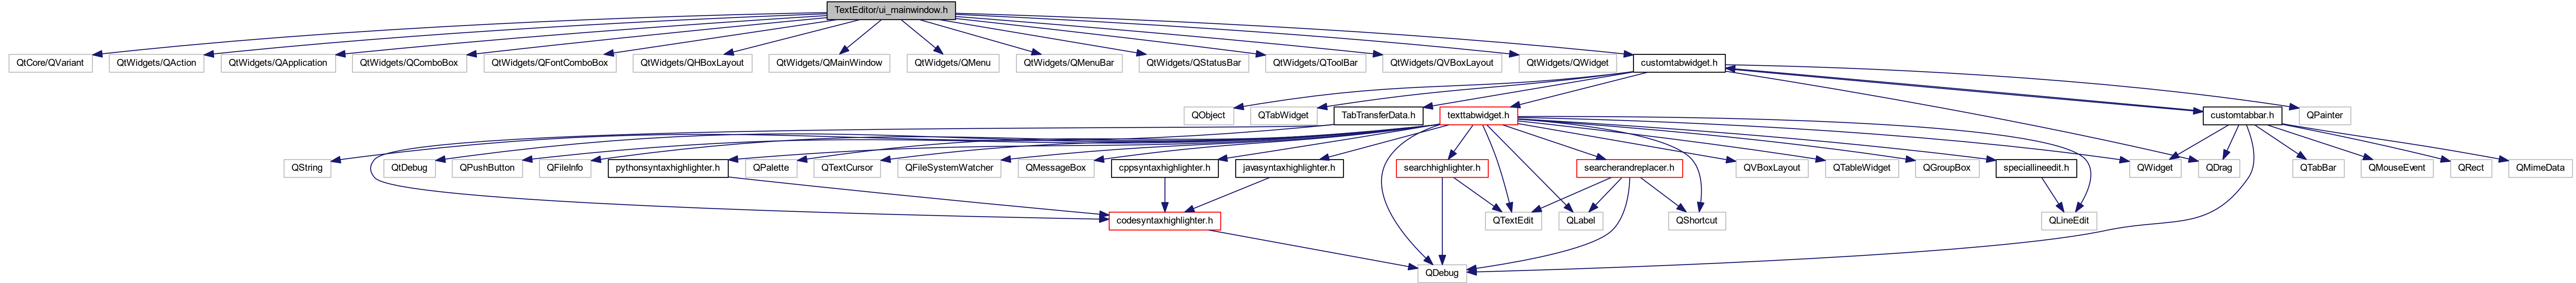 TextEditor/ui_mainwindow.h
QtCore/QVariant
QtWidgets/QAction
QtWidgets/QApplication
QtWidgets/QComboBox
QtWidgets/QFontComboBox
QtWidgets/QHBoxLayout
QtWidgets/QMainWindow
QtWidgets/QMenu
QtWidgets/QMenuBar
QtWidgets/QStatusBar
QtWidgets/QToolBar
QtWidgets/QVBoxLayout
QtWidgets/QWidget
customtabwidget.h
QObject
QTabWidget
TabTransferData.h
texttabwidget.h
customtabbar.h
QPainter
QString
QtDebug
QPushButton
QFileInfo
pythonsyntaxhighlighter.h
QPalette
QTextCursor
QFileSystemWatcher
QMessageBox
cppsyntaxhighlighter.h
javasyntaxhighlighter.h
searchhighlighter.h
searcherandreplacer.h
QVBoxLayout
QTableWidget
QGroupBox
speciallineedit.h
QWidget
QDrag
QTabBar
QMouseEvent
QRect
QMimeData
codesyntaxhighlighter.h
QTextEdit
QLabel
QShortcut
QLineEdit
QDebug